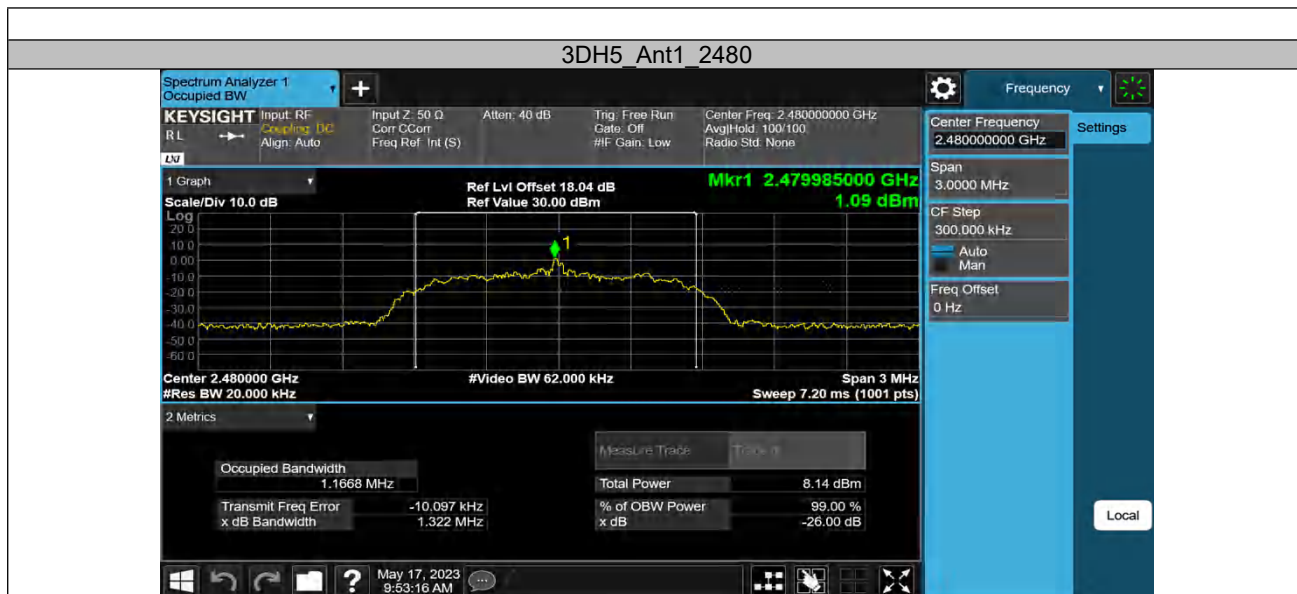 3DH5_Ant1_2480
Spectrum Analyzer 1
Occupied BW
Frequency
KEYSIGHT
RL
LXI
Input: RF
Coupling: DC
Align: Auto
Input Z: 50 Ω
Corr CCorr
Freq Ref: Int (S)
Atten: 40 dB
Trig: Free Run
Gate: Off
#IF Gain: Low
Center Freq: 2.480000000 GHz
Avg|Hold: 100/100
Radio Std: None
Center Frequency
2.480000000 GHz
Settings
Span
3.0000 MHz
CF Step
300.000 kHz
Auto
Man
Freq Offset
0 Hz
1 Graph
Scale/Div 10.0 dB
Ref Lvl Offset 18.04 dB
Ref Value 30.00 dBm
Mkr1 2.479985000 GHz
1.09 dBm
Log
20.0
10.0
0.00
-10.0
-20.0
-30.0
-40.0
-50.0
-60.0
1
Center 2.480000 GHz
#Video BW 62.000 kHz
Span 3 MHz
#Res BW 20.000 kHz
Sweep 7.20 ms (1001 pts)
2 Metrics
Measure Trace
Occupied Bandwidth
1.1668 MHz
Total Power
8.14 dBm
Transmit Freq Error
-10.097 kHz
% of OBW Power
99.00 %
x dB Bandwidth
1.322 MHz
x dB
-26.00 dB
Local
May 17, 2023
9:53:16 AM